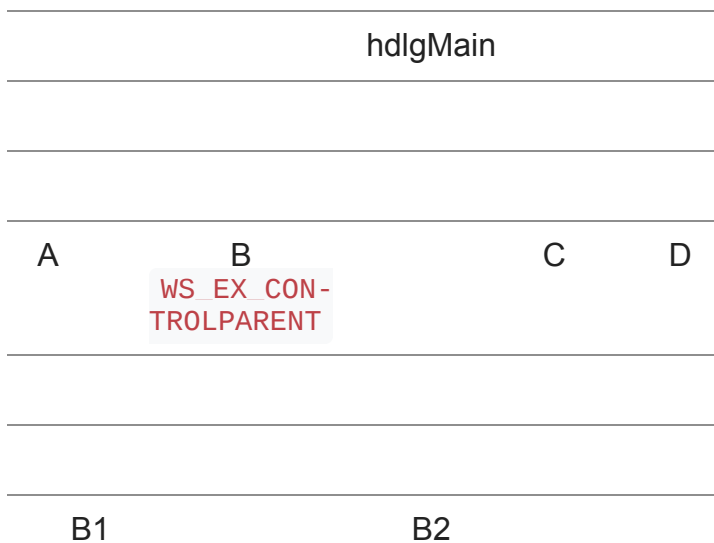 hdlgMain
A B C D
WS_EX_CON-
TROLPARENT
B1 B2